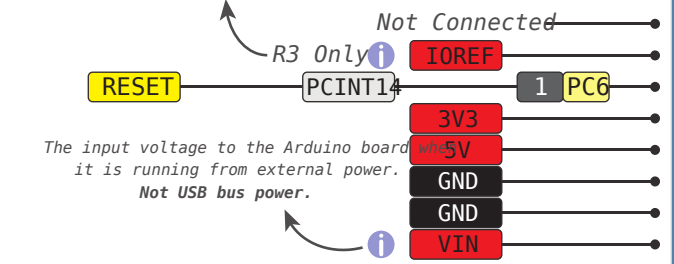 Not Connected
R3 Only i IOREF
RESET PCINT14 1 PC6
3V3
The input voltage to the Arduino board when
5V
it is running from external power.
GND
Not USB bus power.
GND
i VIN